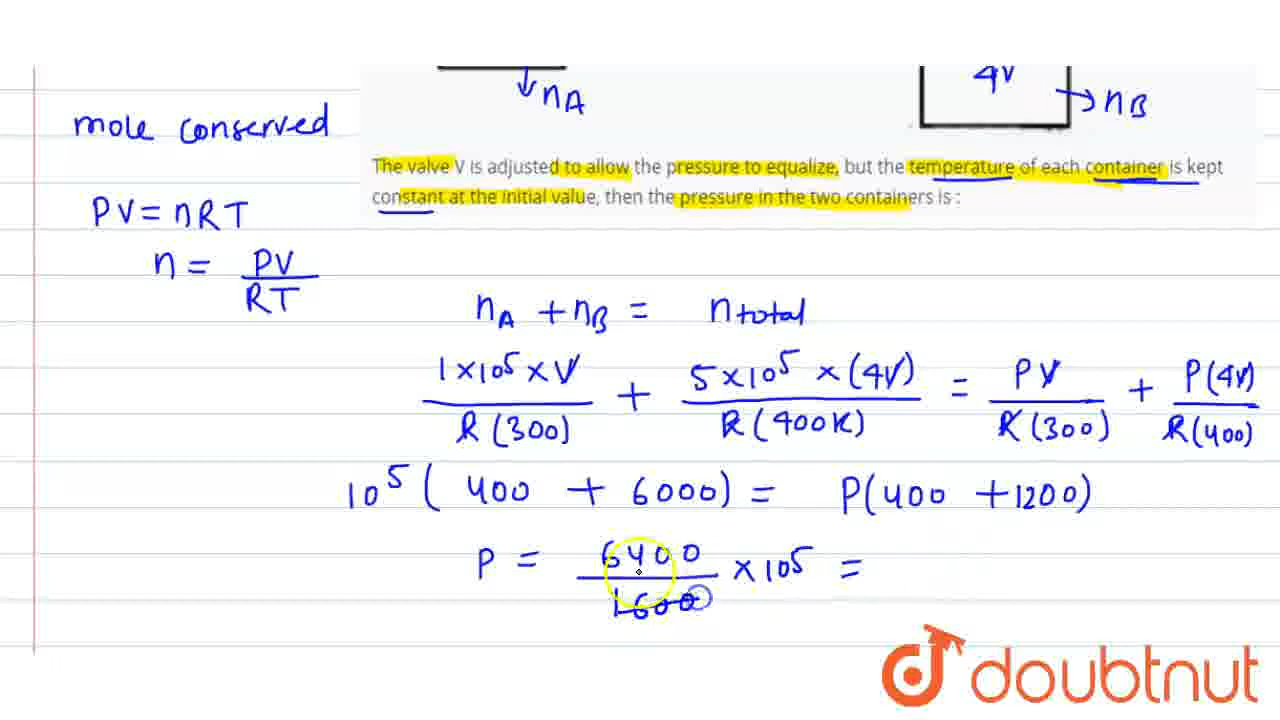 4V
nA
nB
mole conserved
The valve V is adjusted to allow the pressure to equalize, but the temperature of each container is kept
constant at the initial value, then the pressure in the two containers is :
PV = nRT
n = PV/RT
nA + nB = ntotal
1×10⁵×V/R(300) + 5×10⁵×(4V)/R(400K) = PV/R(300) + P(4V)/R(400)
10⁵( 400 + 6000) = P(400 +1200)
P = 6400/1600 ×10⁵ =
doubtnut